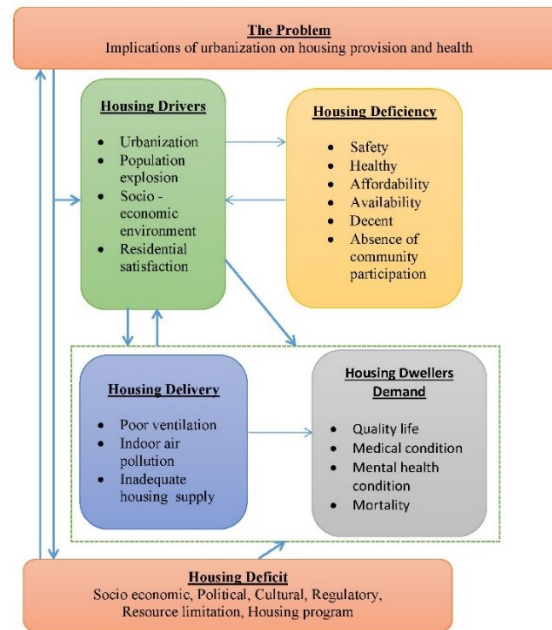 The Problem
Implications of urbanization on housing provision and health
Housing Drivers
• Urbanization
• Population
explosion
• Socio -
economic
environment
• Residential
satisfaction
Housing Deficiency
• Safety
• Healthy
• Affordability
• Availability
• Decent
• Absence of
community
participation
Housing Delivery
• Poor ventilation
• Indoor air
pollution
• Inadequate
housing supply
Housing Dwellers
Demand
• Quality life
• Medical condition
• Mental health
condition
• Mortality
Housing Deficit
Socio economic, Political, Cultural, Regulatory,
Resource limitation, Housing program